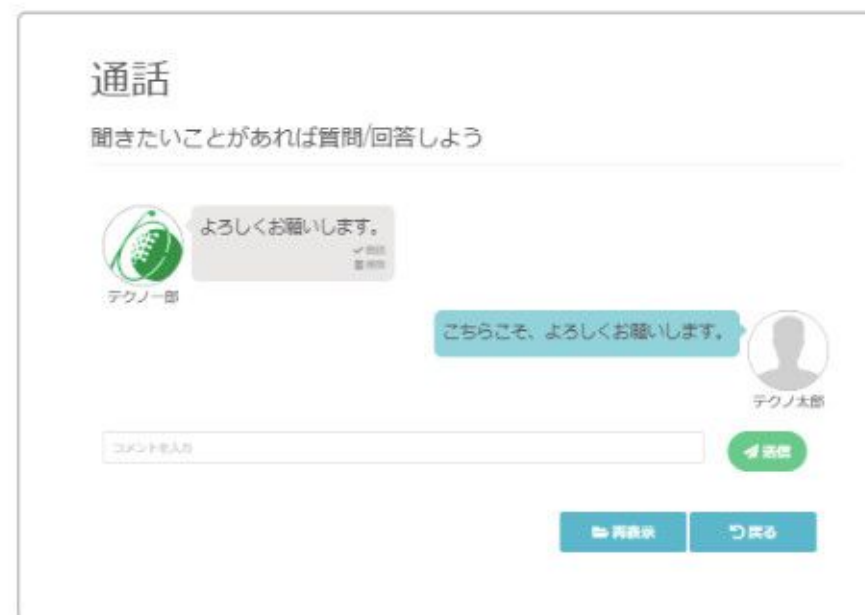 通話
聞きたいことがあれば質問/回答しよう
よろしくお願いします。
テクノ一郎
こちらこそ、よろしくお願いします。
テクノ太郎
コメントを入力
送信
再表示
戻る